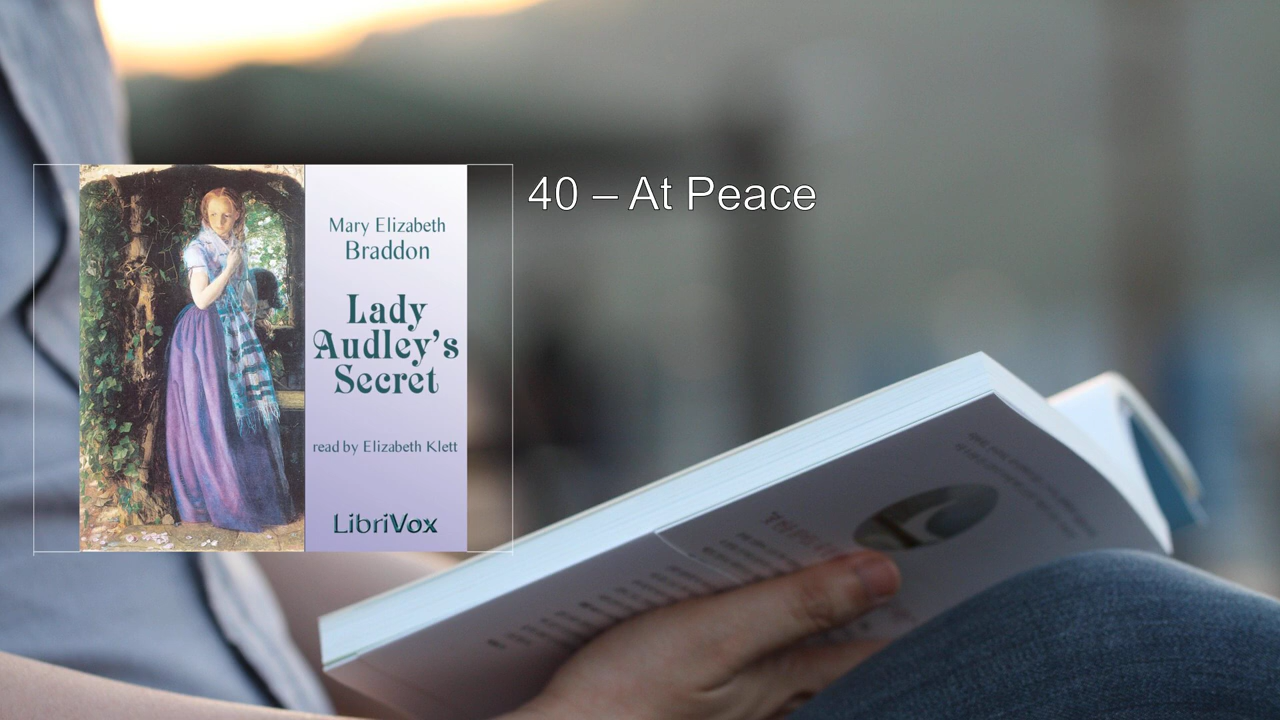 40 – At Peace
Mary Elizabeth
Braddon
Lady
Audley's
Secret
read by Elizabeth Klett
LibriVox